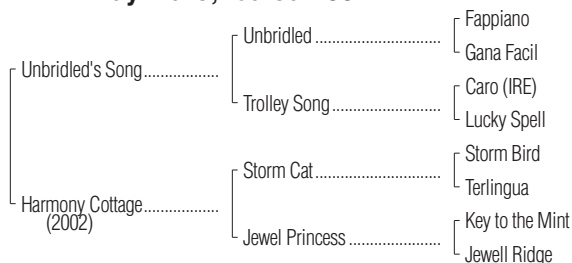 Fappiano
Unbridled
Gana Facil
Unbridled's Song
Caro (IRE)
Trolley Song
Lucky Spell
Storm Bird
Storm Cat
Terlingua
Harmony Cottage
(2002)
Key to the Mint
Jewel Princess
Jewell Ridge